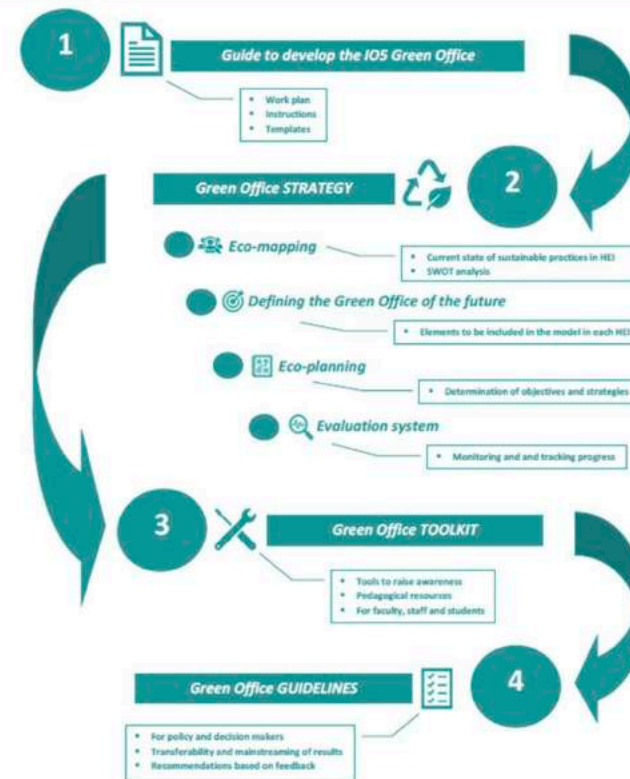 1
Guide to develop the IO5 Green Office
Work plan
Instructions
Templates
2
Green Office STRATEGY
Eco-mapping
Current state of sustainable practices in HEI
SWOT analysis
Defining the Green Office of the future
Elements to be included in the model in each HEI
Eco-planning
Determination of objectives and strategies
Evaluation system
Monitoring and and tracking progress
3
Green Office TOOLKIT
Tools to raise awareness
Pedagogical resources
For faculty, staff and students
4
Green Office GUIDELINES
For policy and decision makers
Transferability and mainstreaming of results
Recommendations based on feedback